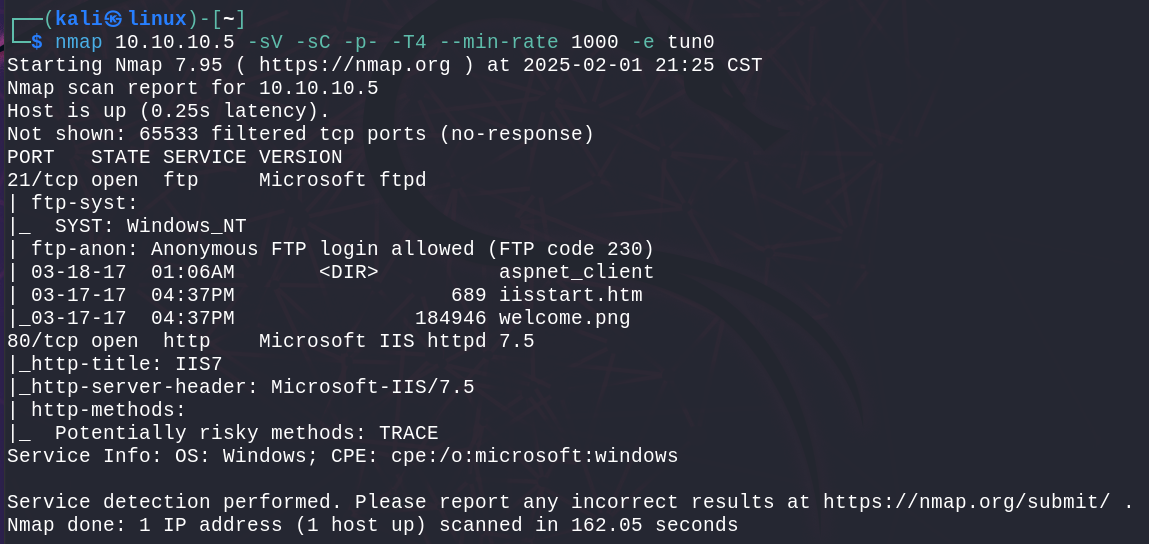 ┌──(kali㉿linux)-[~]
└─$ nmap 10.10.10.5 -sV -sC -p- -T4 --min-rate 1000 -e tun0
Starting Nmap 7.95 ( https://nmap.org ) at 2025-02-01 21:25 CST
Nmap scan report for 10.10.10.5
Host is up (0.25s latency).
Not shown: 65533 filtered tcp ports (no-response)
PORT   STATE SERVICE VERSION
21/tcp open  ftp     Microsoft ftpd
| ftp-syst:
|_  SYST: Windows_NT
| ftp-anon: Anonymous FTP login allowed (FTP code 230)
| 03-18-17  01:06AM       <DIR>          aspnet_client
| 03-17-17  04:37PM                  689 iisstart.htm
|_03-17-17  04:37PM               184946 welcome.png
80/tcp open  http    Microsoft IIS httpd 7.5
|_http-title: IIS7
|_http-server-header: Microsoft-IIS/7.5
| http-methods:
|_  Potentially risky methods: TRACE
Service Info: OS: Windows; CPE: cpe:/o:microsoft:windows

Service detection performed. Please report any incorrect results at https://nmap.org/submit/ .
Nmap done: 1 IP address (1 host up) scanned in 162.05 seconds